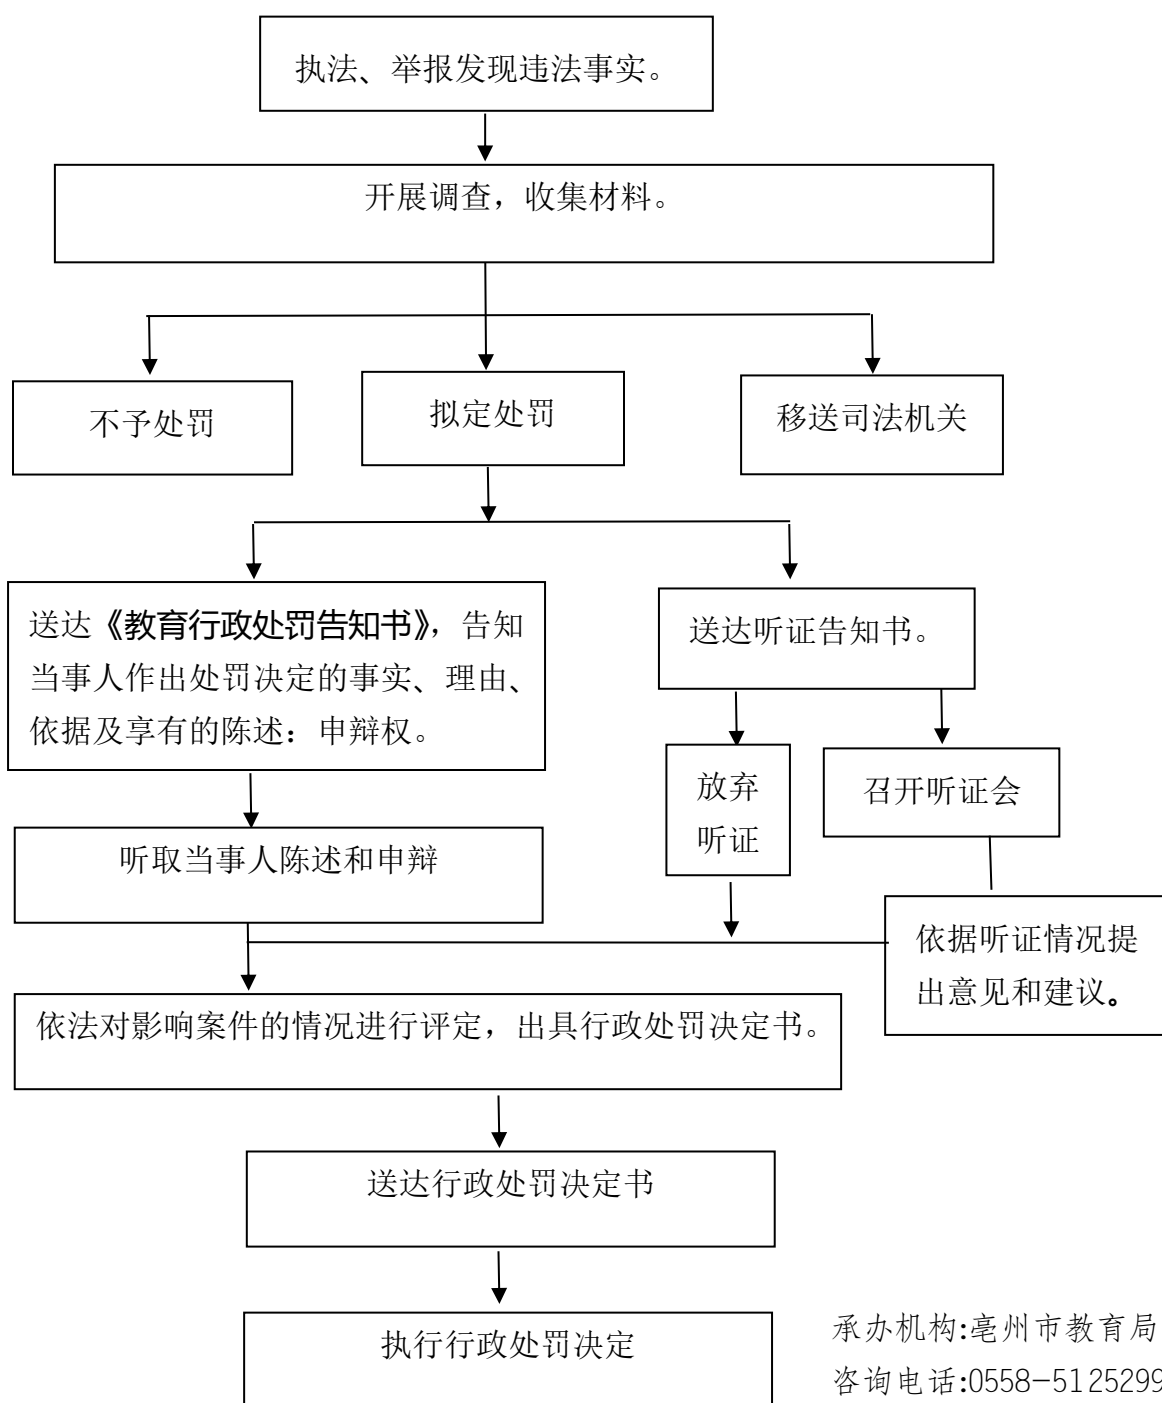 执法、举报发现违法事实。
开展调查，收集材料。
不予处罚
拟定处罚
移送司法机关
送达《教育行政处罚告知书》，告知
当事人作出处罚决定的事实、理由、
依据及享有的陈述：申辩权。
送达听证告知书。
放弃
听证
召开听证会
听取当事人陈述和申辩
依据听证情况提
出意见和建议。
依法对影响案件的情况进行评定，出具行政处罚决定书。
送达行政处罚决定书
执行行政处罚决定
承办机构:亳州市教育局
咨询电话:0558-5125299